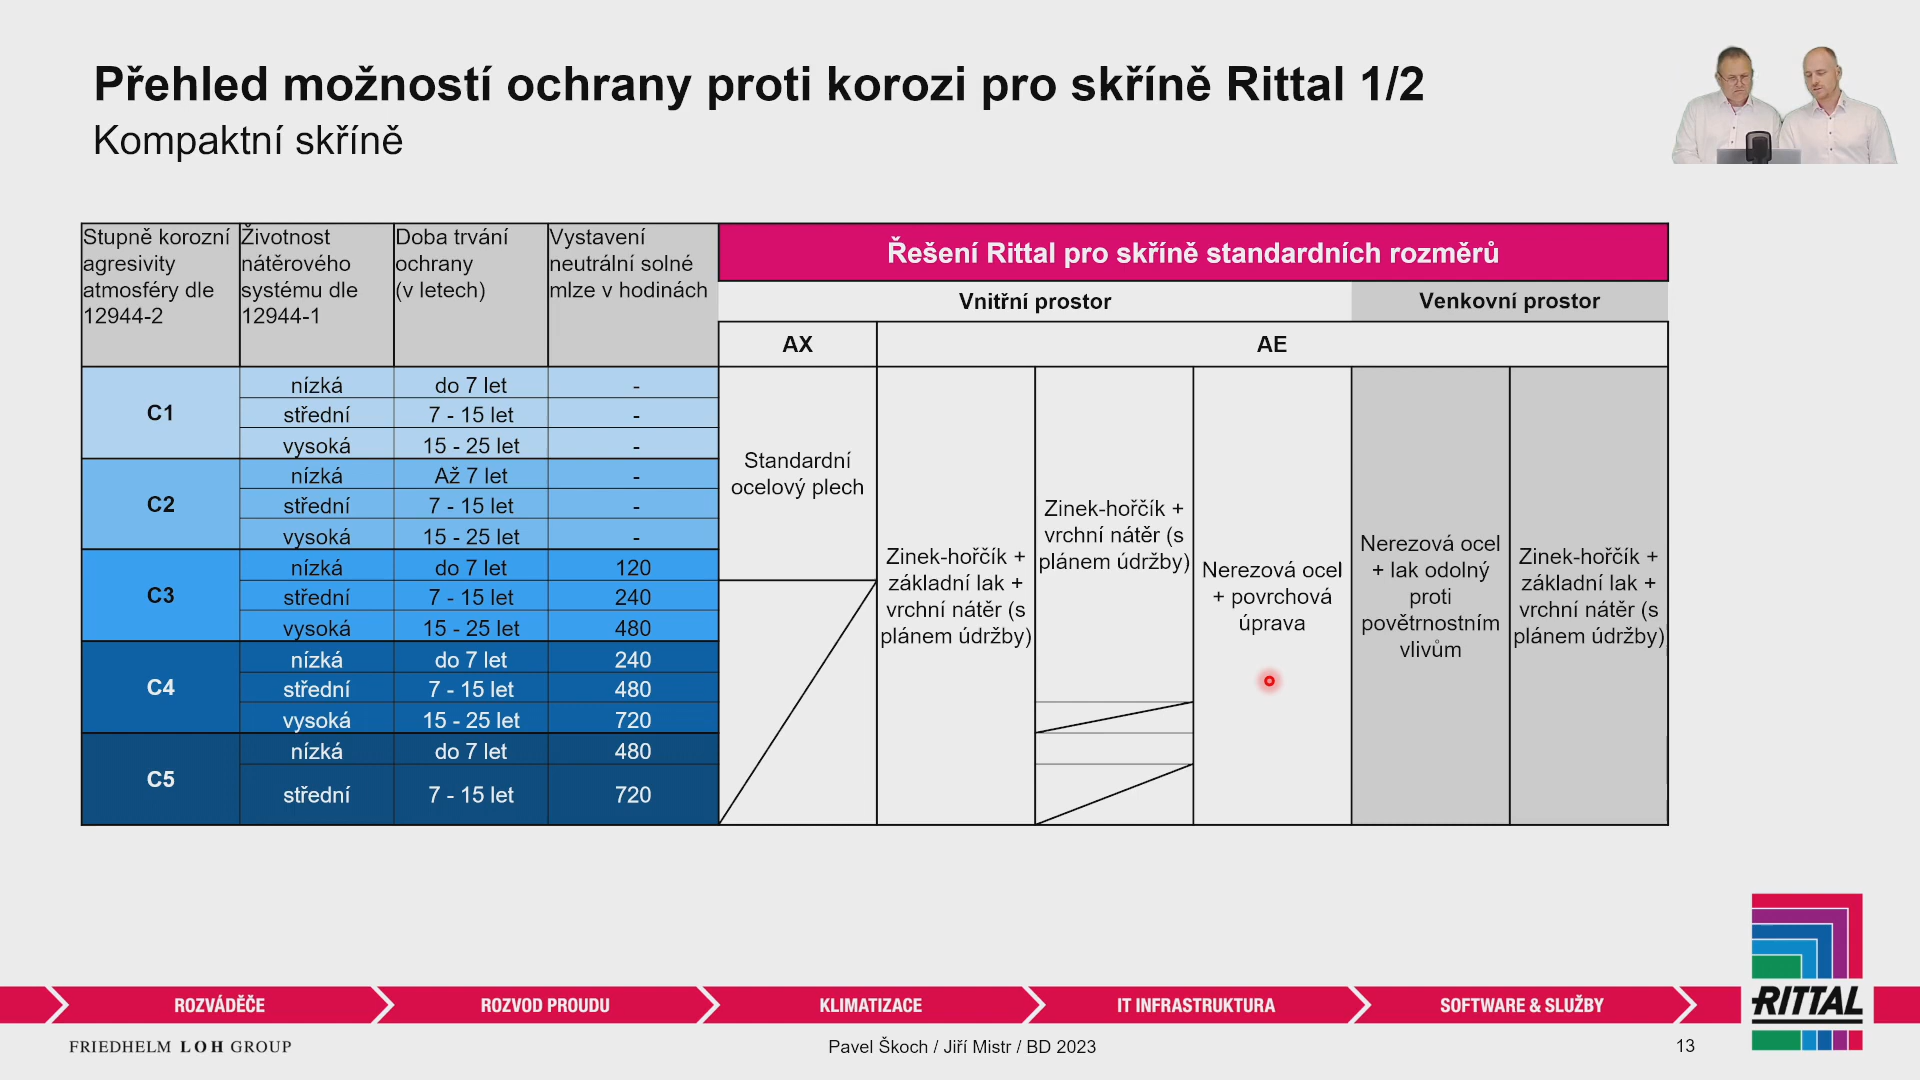 Přehled možností ochrany proti korozi pro skříně Rittal 1/2
Kompaktní skříně
Stupně korozní
agresivity
atmosféry dle
12944-2
Životnost
nátěrového
systému dle
12944-1
Doba trvání
ochrany
(v letech)
Vystavení
neutrální solné
mlze v hodinách
Řešení Rittal pro skříně standardních rozměrů
Vnitřní prostor
Venkovní prostor
AX
AE
C1
nízká do 7 let -
střední 7 - 15 let -
vysoká 15 - 25 let -
C2
nízká Až 7 let -
střední 7 - 15 let -
vysoká 15 - 25 let -
C3
nízká do 7 let 120
střední 7 - 15 let 240
vysoká 15 - 25 let 480
C4
nízká do 7 let 240
střední 7 - 15 let 480
vysoká 15 - 25 let 720
C5
nízká do 7 let 480
střední 7 - 15 let 720
Standardní
ocelový plech
Zinek-hořčík +
základní lak +
vrchní nátěr (s
plánem údržby)
Zinek-hořčík +
vrchní nátěr (s
plánem údržby)
Nerezová ocel
+ povrchová
úprava
Nerezová ocel
+ lak odolný
proti
povětrnostním
vlivům
Zinek-hořčík +
základní lak +
vrchní nátěr (s
plánem údržby)
ROZVÁDĚČE
ROZVOD PROUDU
KLIMATIZACE
IT INFRASTRUKTURA
SOFTWARE & SLUŽBY
RITTAL
FRIEDHELM LOH GROUP
Pavel Škoch / Jiří Mistr / BD 2023
13